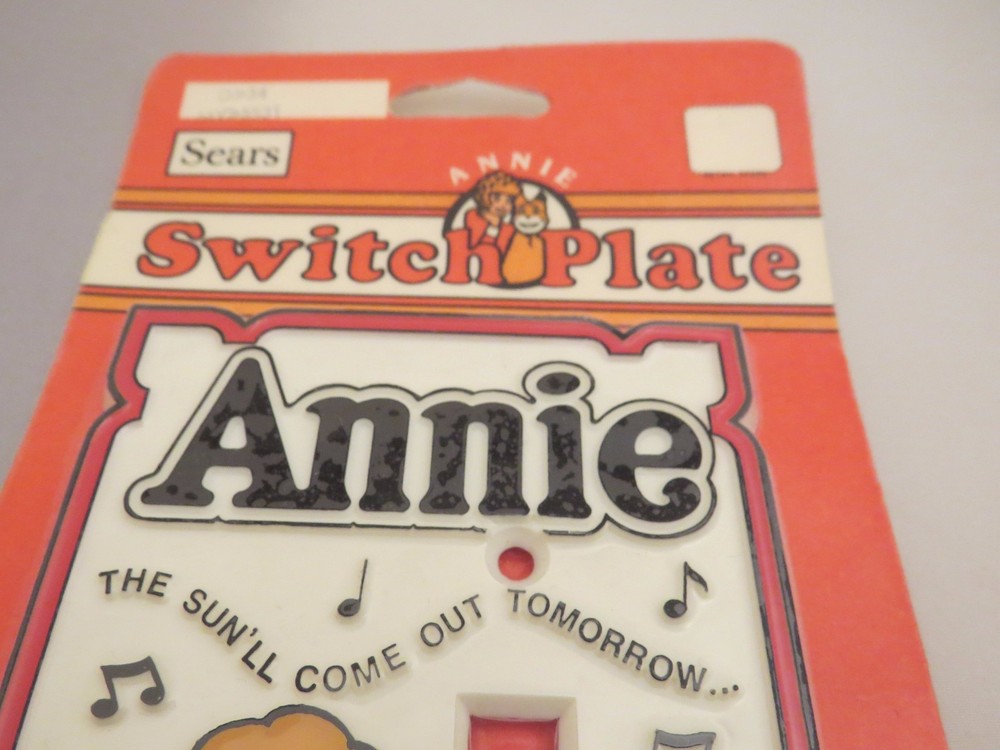 Sears
ANNIE
Switch Plate
Annie
THE SUN'LL COME OUT TOMORROW...